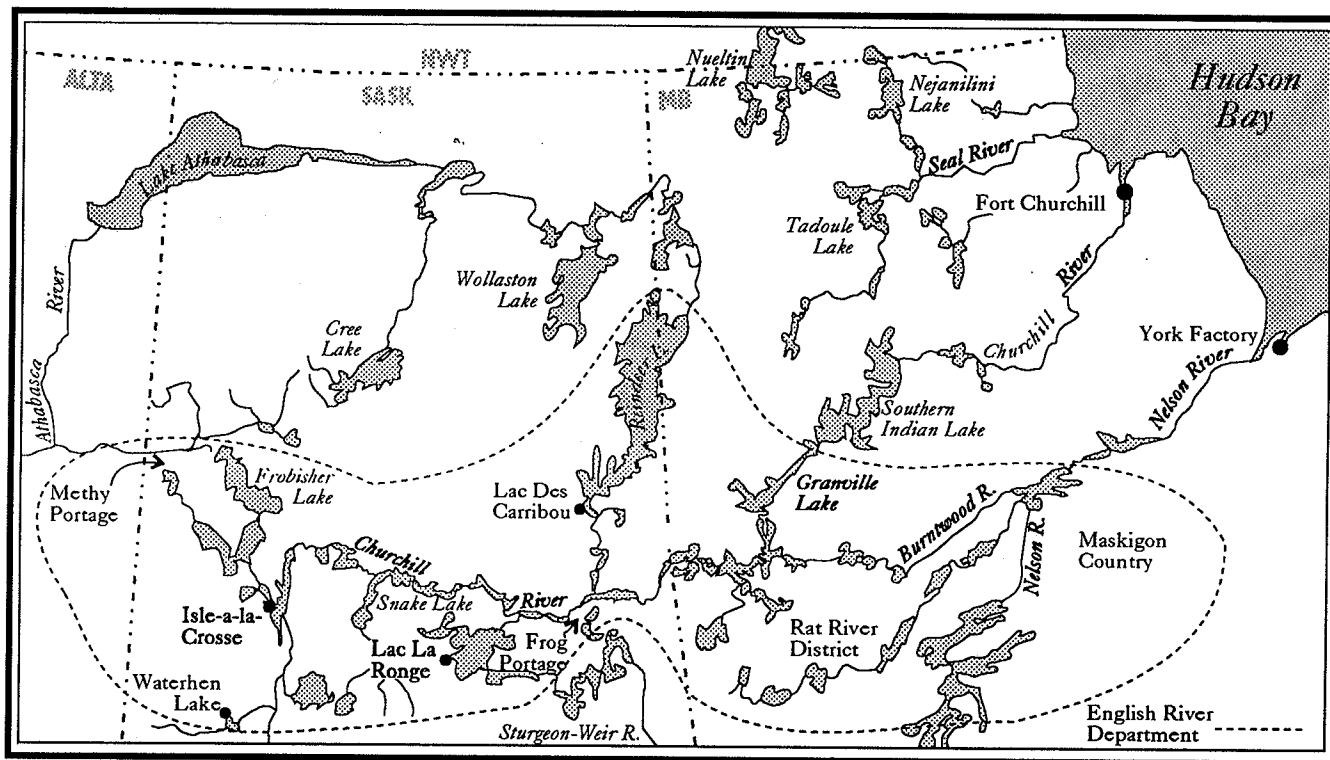 NWT
ALTA
SASK
MB
Nueltin
Lake
Nejanilini
Lake
Hudson
Bay
Lake Athabasca
Seal River
Fort Churchill
Tadoule
Lake
Wollaston
Lake
River
Athabasca
Cree
Lake
Churchill
River
York Factory
Nelson River
Reindeer L.
Southern
Indian Lake
Methy
Portage
Frobisher
Lake
Lac Des
Carribou
Granville
Lake
Burntwood R.
Nelson R.
Maskigon
Country
Churchill
River
Snake Lake
Isle-a-la-
Crosse
Lac La
Ronge
Frog
Portage
Rat River
District
Waterhen
Lake
Sturgeon-Weir R.
English River
Department